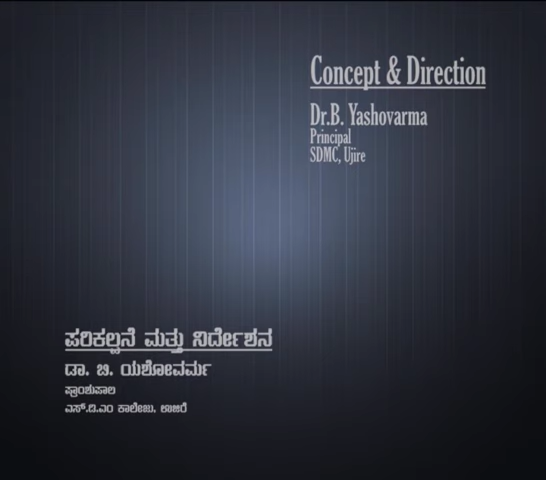 Concept & Direction
Dr.B. Yashovarma
Principal
SDMC, Ujire
ಪರಿಕಲ್ಪನೆ ಮತ್ತು ನಿರ್ದೇಶನ
ಡಾ. ಬಿ. ಯಶೋವರ್ಮ
ಪ್ರಾಂಶುಪಾಲ
ಎಸ್.ಡಿ.ಎಂ ಕಾಲೇಜು, ಉಜಿರೆ